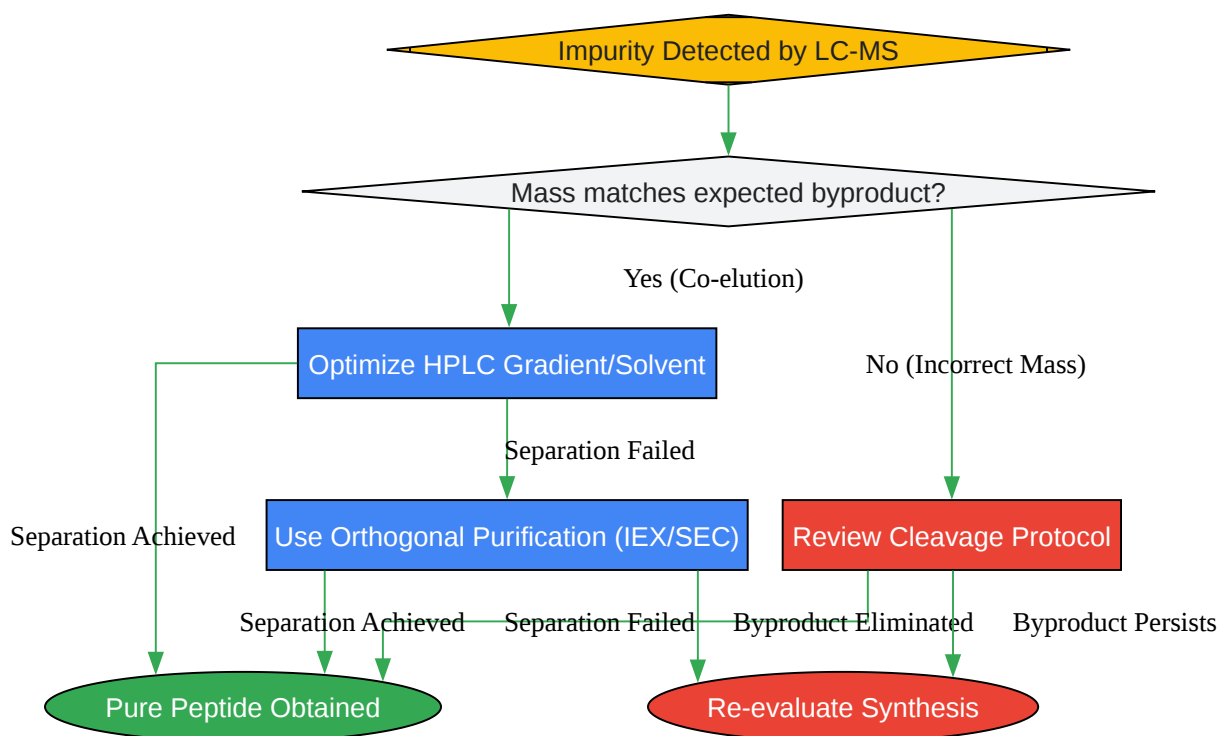 Impurity Detected by LC-MS
Mass matches expected byproduct?
Yes (Co-elution)
Optimize HPLC Gradient/Solvent
No (Incorrect Mass)
Separation Failed
Separation Achieved
Use Orthogonal Purification (IEX/SEC)
Review Cleavage Protocol
Separation Achieved
Separation Failed
Byproduct Eliminated
Byproduct Persists
Pure Peptide Obtained
Re-evaluate Synthesis